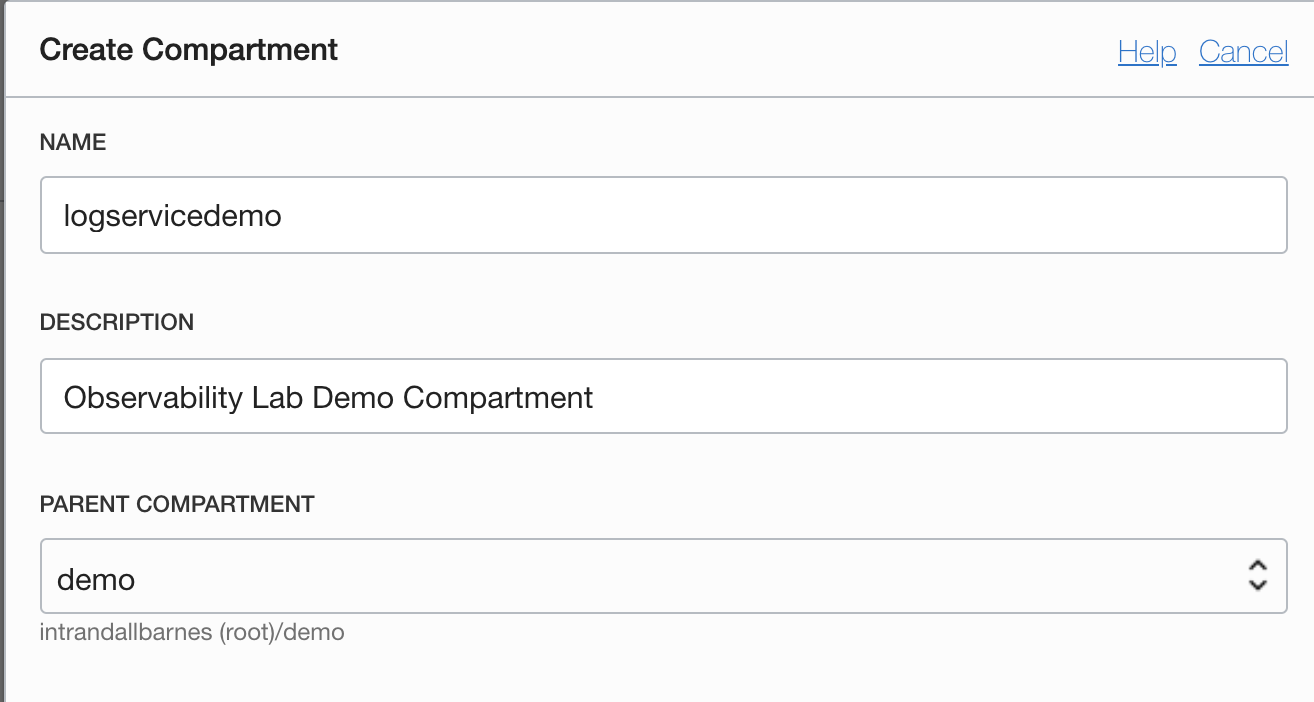 Create Compartment
Help Cancel
NAME
logservicedemo
DESCRIPTION
Observability Lab Demo Compartment
PARENT COMPARTMENT
demo
intrandallbarnes (root)/demo